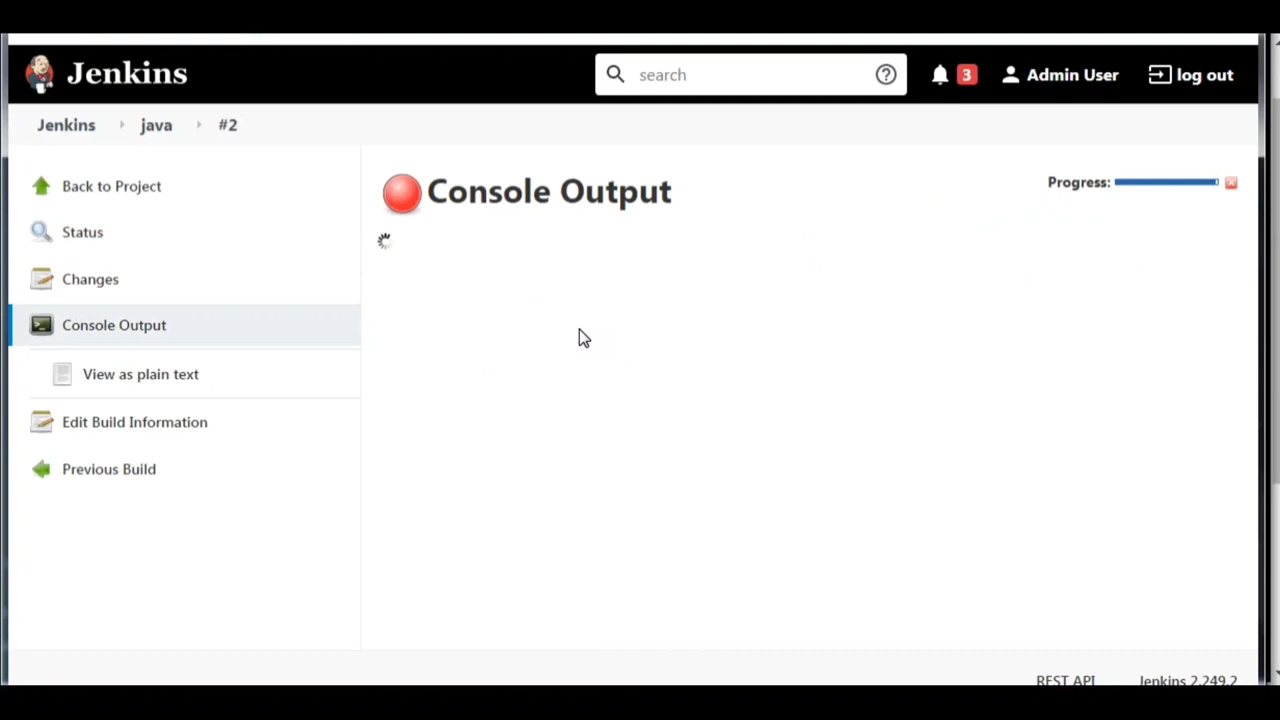 Jenkins
search
3
Admin User
log out
Jenkins
java
#2
Back to Project
Status
Changes
Console Output
View as plain text
Edit Build Information
Previous Build
Console Output
Progress:
REST API
Jenkins 2.249.2